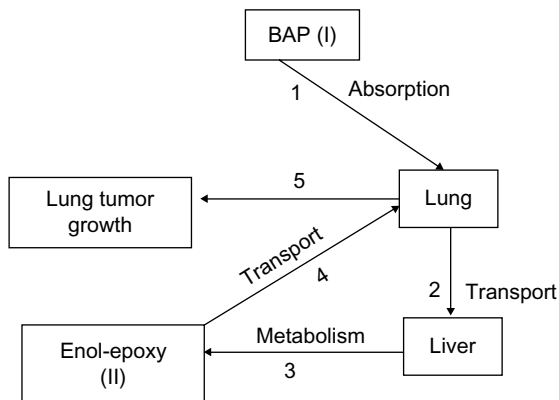 BAP (I)
1
Absorption
5
Lung tumor
growth
Lung
Transport
4
2
Transport
Metabolism
Enol-epoxy
(II)
3
Liver